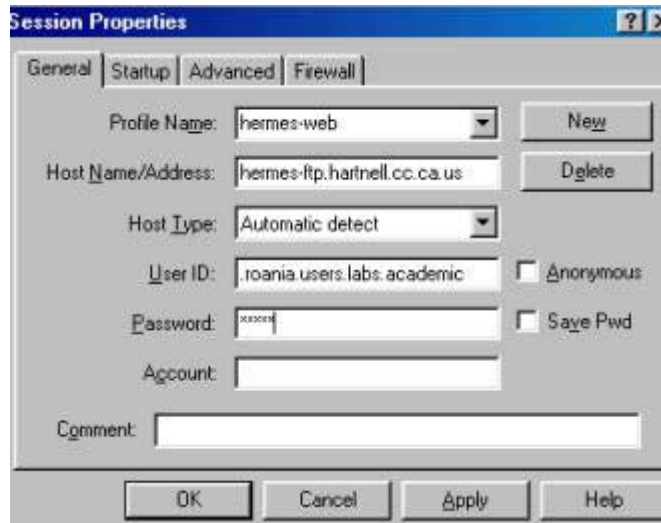 Session Properties ? X
General Startup Advanced Firewall
Profile Name: hermes-web New
Host Name/Address: hermes-ftp.hartnell.cc.ca.us Delete
Host Type: Automatic detect
User ID: .roania.users.labs.academic Anonymous
Password: xxxxx Save Pwd
Account:
Comment:
OK Cancel Apply Help